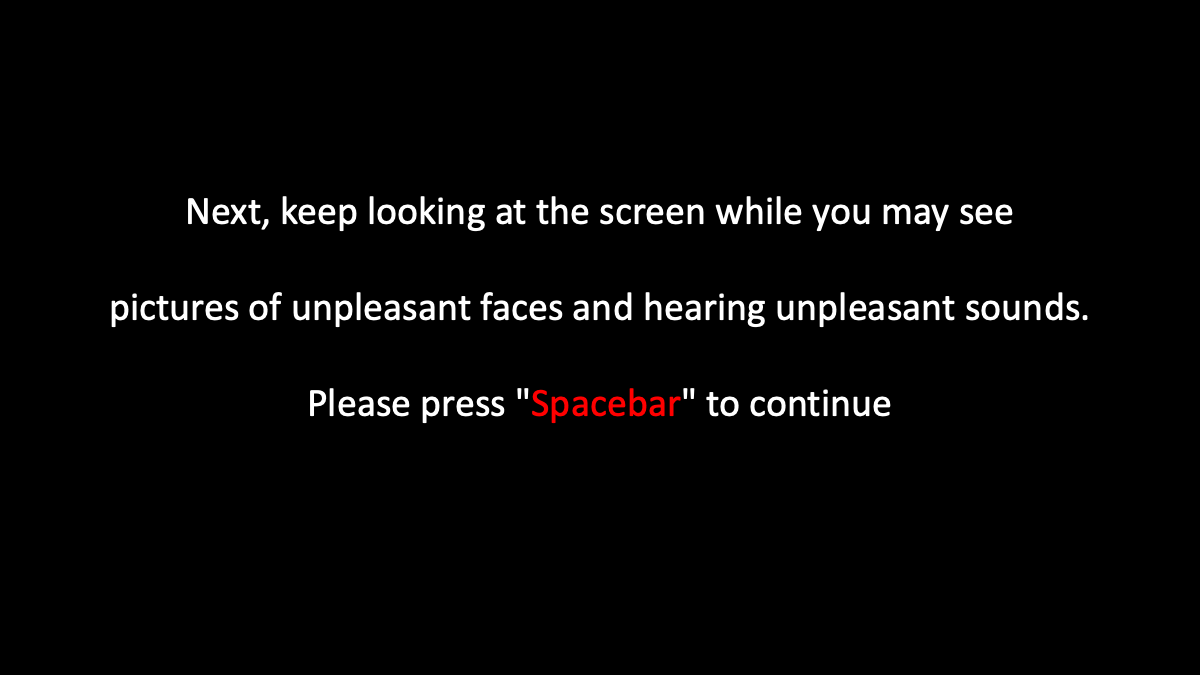 Next, keep looking at the screen while you may see
pictures of unpleasant faces and hearing unpleasant sounds.
Please press "Spacebar" to continue